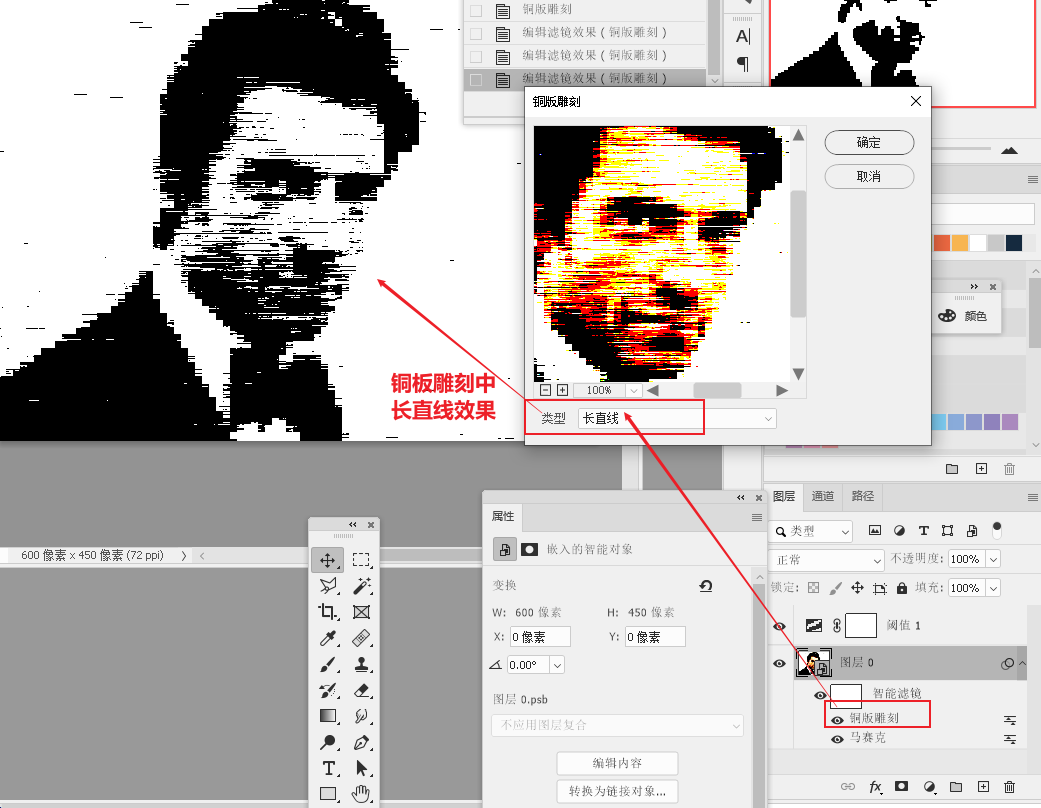 铜版雕刻
编辑滤镜效果（铜版雕刻）
编辑滤镜效果（铜版雕刻）
编辑滤镜效果（铜版雕刻）
A|
铜版雕刻
确定
取消
颜色
100%
类型 长直线
铜板雕刻中
长直线效果
600 像素 x 450 像素 (72 ppi)
属性
嵌入的智能对象
变换
W: 600 像素 H: 450 像素
X: 0 像素 Y: 0 像素
0.00°
图层 0.psb
不应用图层复合
编辑内容
转换为链接对象...
图层 通道 路径
类型
正常 不透明度: 100%
锁定: 填充: 100%
阈值 1
图层 0
智能滤镜
铜版雕刻
马赛克
fx